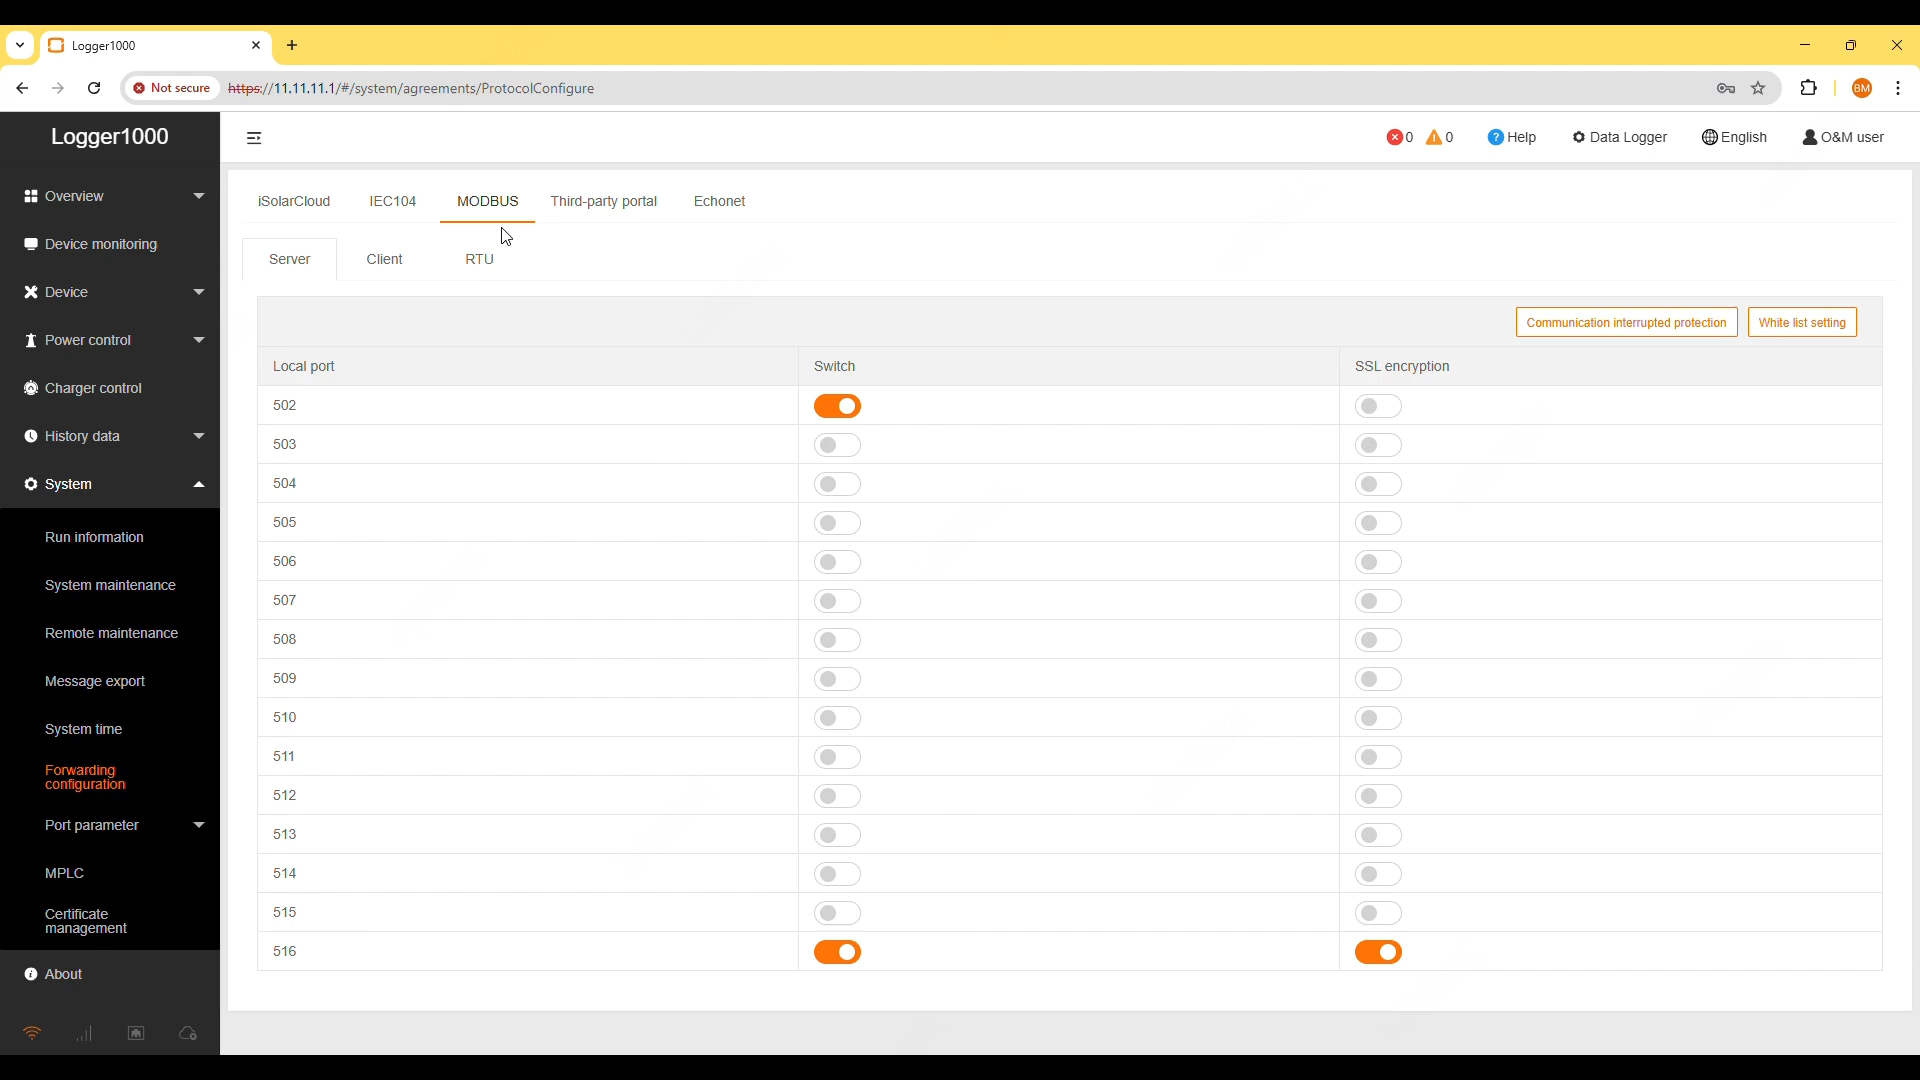 Logger1000
Not secure https://11.11.11.1/#/system/agreements/ProtocolConfigure BM
Logger1000
0 0 Help Data Logger English O&M user
Overview
Device monitoring
Device
Power control
Charger control
History data
System
Run information
System maintenance
Remote maintenance
Message export
System time
Forwarding
configuration
Port parameter
MPLC
Certificate
management
About
iSolarCloud IEC104 MODBUS Third-party portal Echonet
Server Client RTU
Communication interrupted protection White list setting
Local port Switch SSL encryption
502
503
504
505
506
507
508
509
510
511
512
513
514
515
516